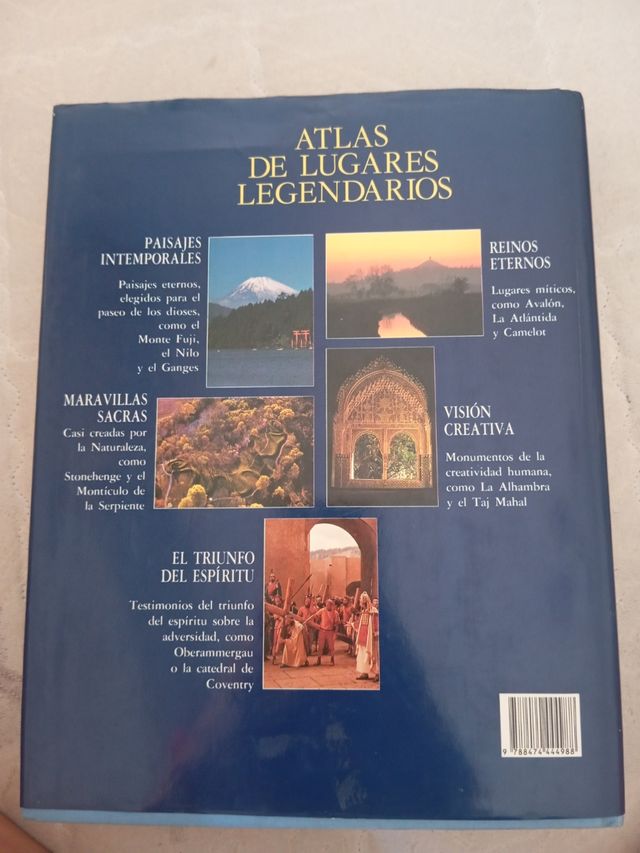 ATLAS
DE LUGARES
LEGENDARIOS
PAISAJES
INTEMPORALES
Paisajes eternos,
elegidos para el
paseo de los dioses,
como el
Monte Fuji,
el Nilo
y el Ganges
REINOS
ETERNOS
Lugares míticos,
como Avalón,
La Atlántida
y Camelot
MARAVILLAS
SACRAS
Casi creadas por
la Naturaleza,
como
Stonehenge y el
Montículo de
la Serpiente
VISIÓN
CREATIVA
Monumentos de la
creatividad humana,
como La Alhambra
y el Taj Mahal
EL TRIUNFO
DEL ESPÍRITU
Testimonios del triunfo
del espíritu sobre la
adversidad, como
Oberammergau
o la catedral de
Coventry
9 788474 444988